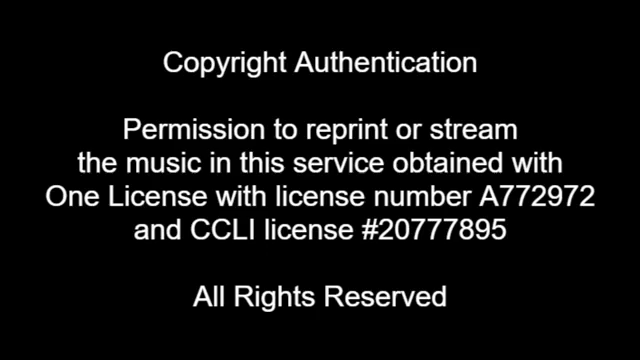 Copyright Authentication
Permission to reprint or stream
the music in this service obtained with
One License with license number A772972
and CCLI license #20777895
All Rights Reserved